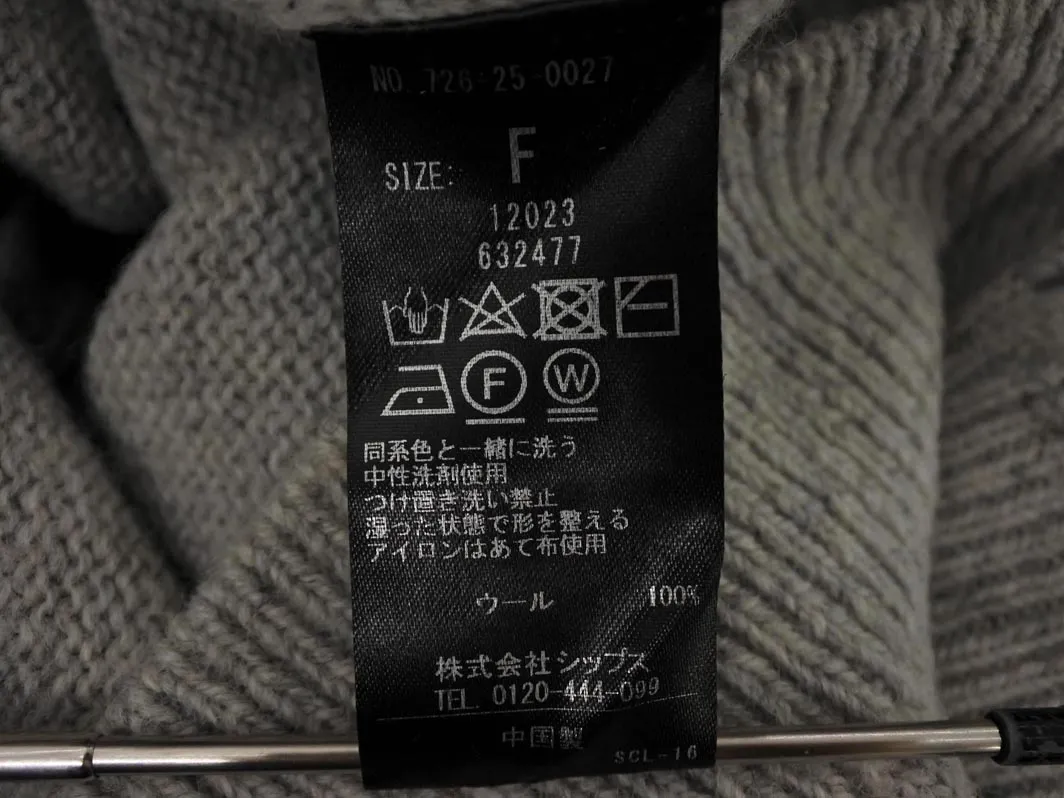 NO. 726-25-0027
SIZE: F
12023
632477
F W
同系色と一緒に洗う
中性洗剤使用
つけ置き洗い禁止
湿った状態で形を整える
アイロンはあて布使用
ウール 100%
株式会社シップス
TEL. 0120-444-099
中国製
SCL-16